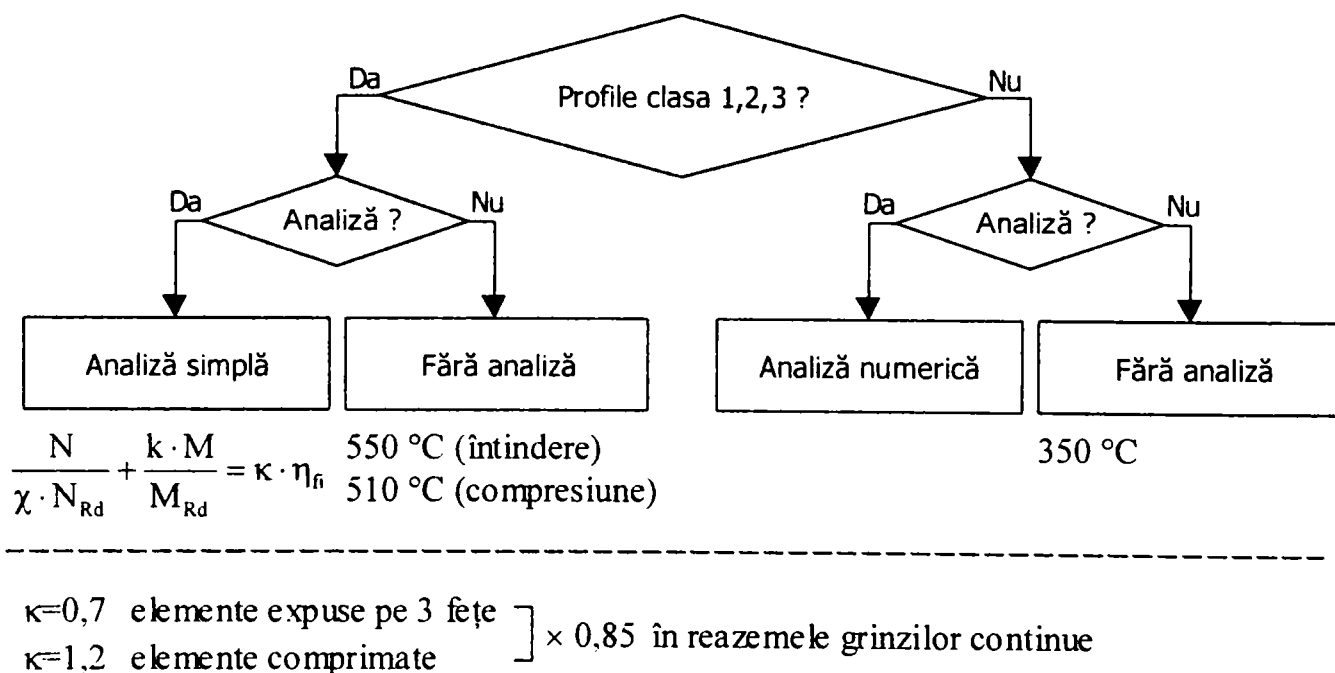 Profile clasa 1,2,3 ?
Da
Nu
Analiză ?
Da
Nu
Analiză ?
Da
Nu
Analiză simplă
Fără analiză
Analiză numerică
Fără analiză
N / (χ · N_Rd) + k · M / M_Rd = κ · η_fi
550 °C (întindere)
510 °C (compresiune)
350 °C
κ=0,7 elemente expuse pe 3 fețe
κ=1,2 elemente comprimate
× 0,85 în reazemele grinzilor continue